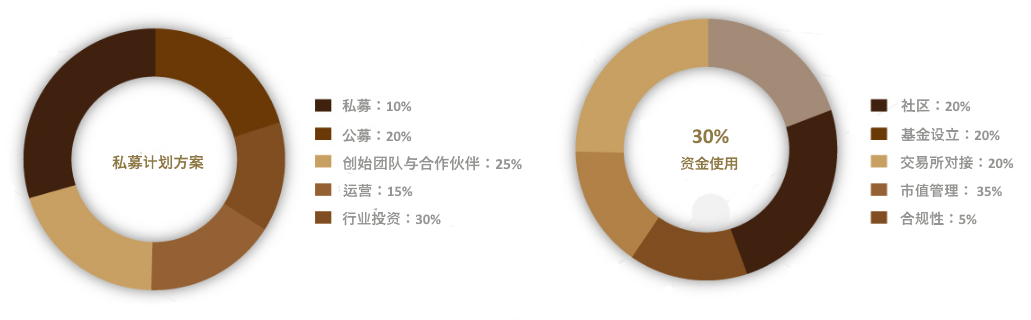 私募计划方案
私募：10%
公募：20%
创始团队与合作伙伴：25%
运营：15%
行业投资：30%
30%
资金使用
社区：20%
基金设立：20%
交易所对接：20%
市值管理： 35%
合规性：5%